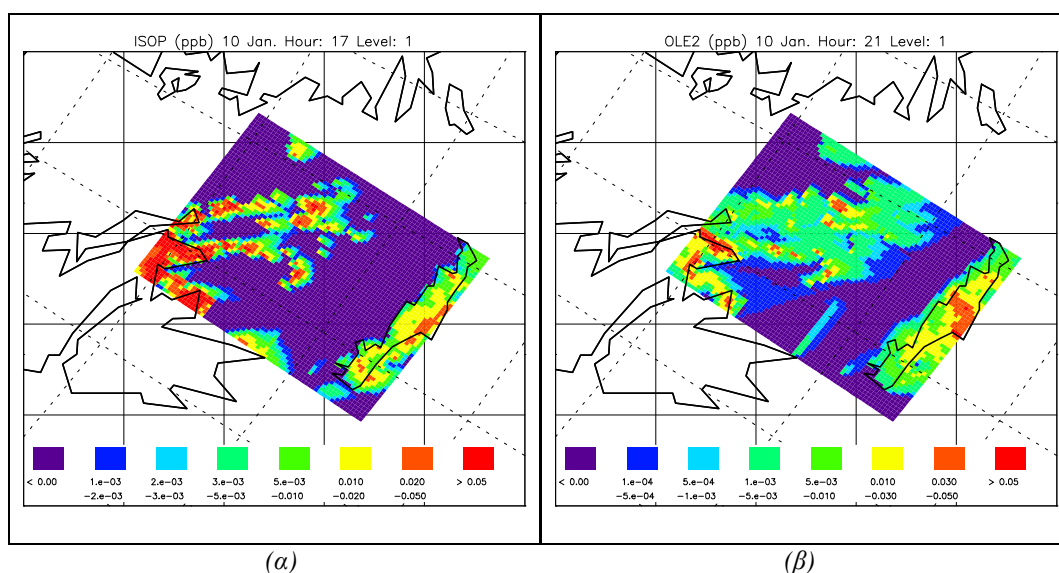 ISOP (ppb) 10 Jan. Hour: 17 Level: 1
< 0.00 1.e-03 2.e-03 3.e-03 5.e-03 0.010 0.020 > 0.05
-2.e-03 -3.e-03 -5.e-03 -0.010 -0.020 -0.050
(α)
OLE2 (ppb) 10 Jan. Hour: 21 Level: 1
< 0.00 1.e-04 5.e-04 1.e-03 5.e-03 0.010 0.030 > 0.05
-5.e-04 -1.e-03 -5.e-03 -0.010 -0.030 -0.050
(β)